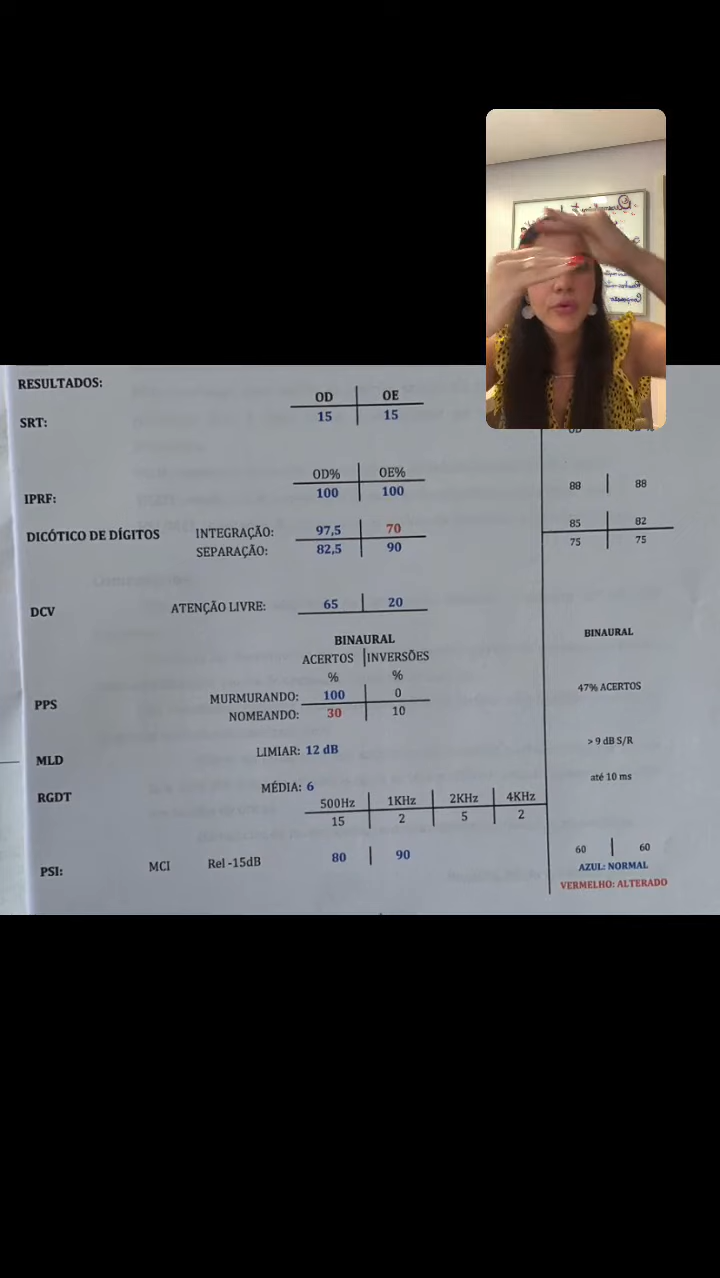 RESULTADOS:
OD OE
SRT: 15 15
OD% OE%
IPRF: 100 100 88 88
DICÓTICO DE DÍGITOS INTEGRAÇÃO: 97,5 70 85 82
SEPARAÇÃO: 82,5 90 75 75
DCV ATENÇÃO LIVRE: 65 20
BINAURAL BINAURAL
ACERTOS INVERSÕES
% %
PPS MURMURANDO: 100 0 47% ACERTOS
NOMEANDO: 30 10
MLD LIMIAR: 12 dB > 9 dB S/R
RGDT MÉDIA: 6 até 10 ms
500Hz 1KHz 2KHz 4KHz
15 2 5 2
PSI: MCI Rel -15dB 80 90 60 60
AZUL: NORMAL
VERMELHO: ALTERADO